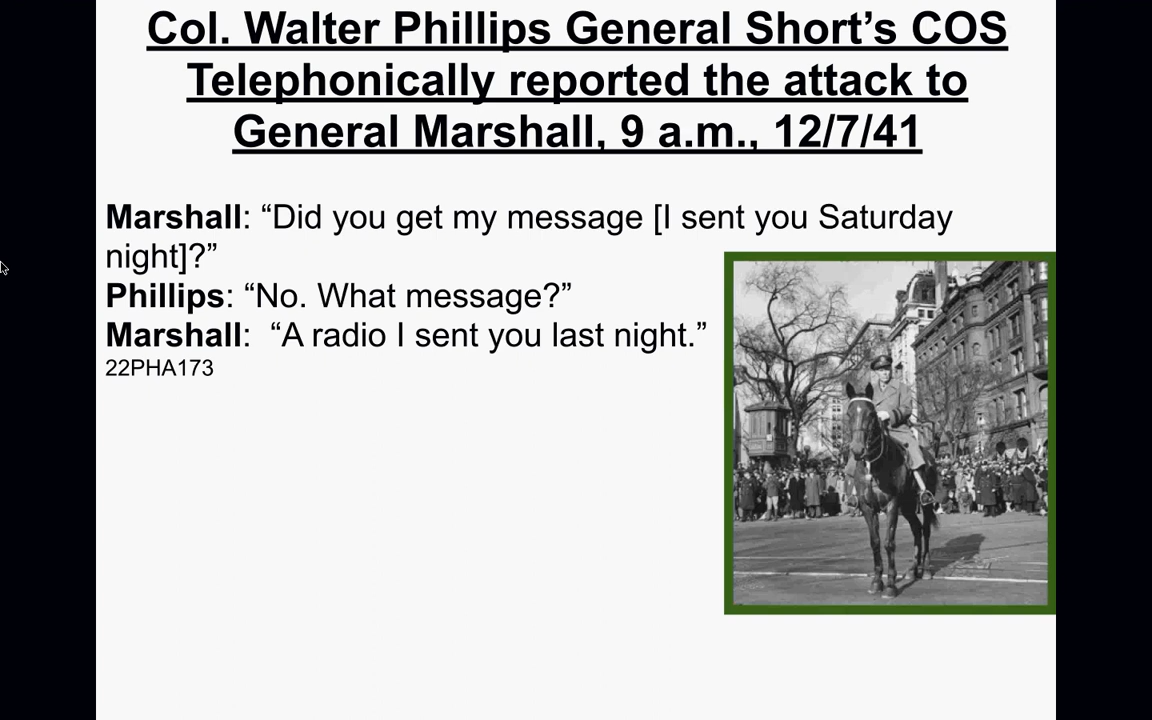 Col. Walter Phillips General Short’s COS
Telephonically reported the attack to
General Marshall, 9 a.m., 12/7/41
Marshall: “Did you get my message [I sent you Saturday
night]?”
Phillips: “No. What message?”
Marshall:  “A radio I sent you last night.”
22PHA173